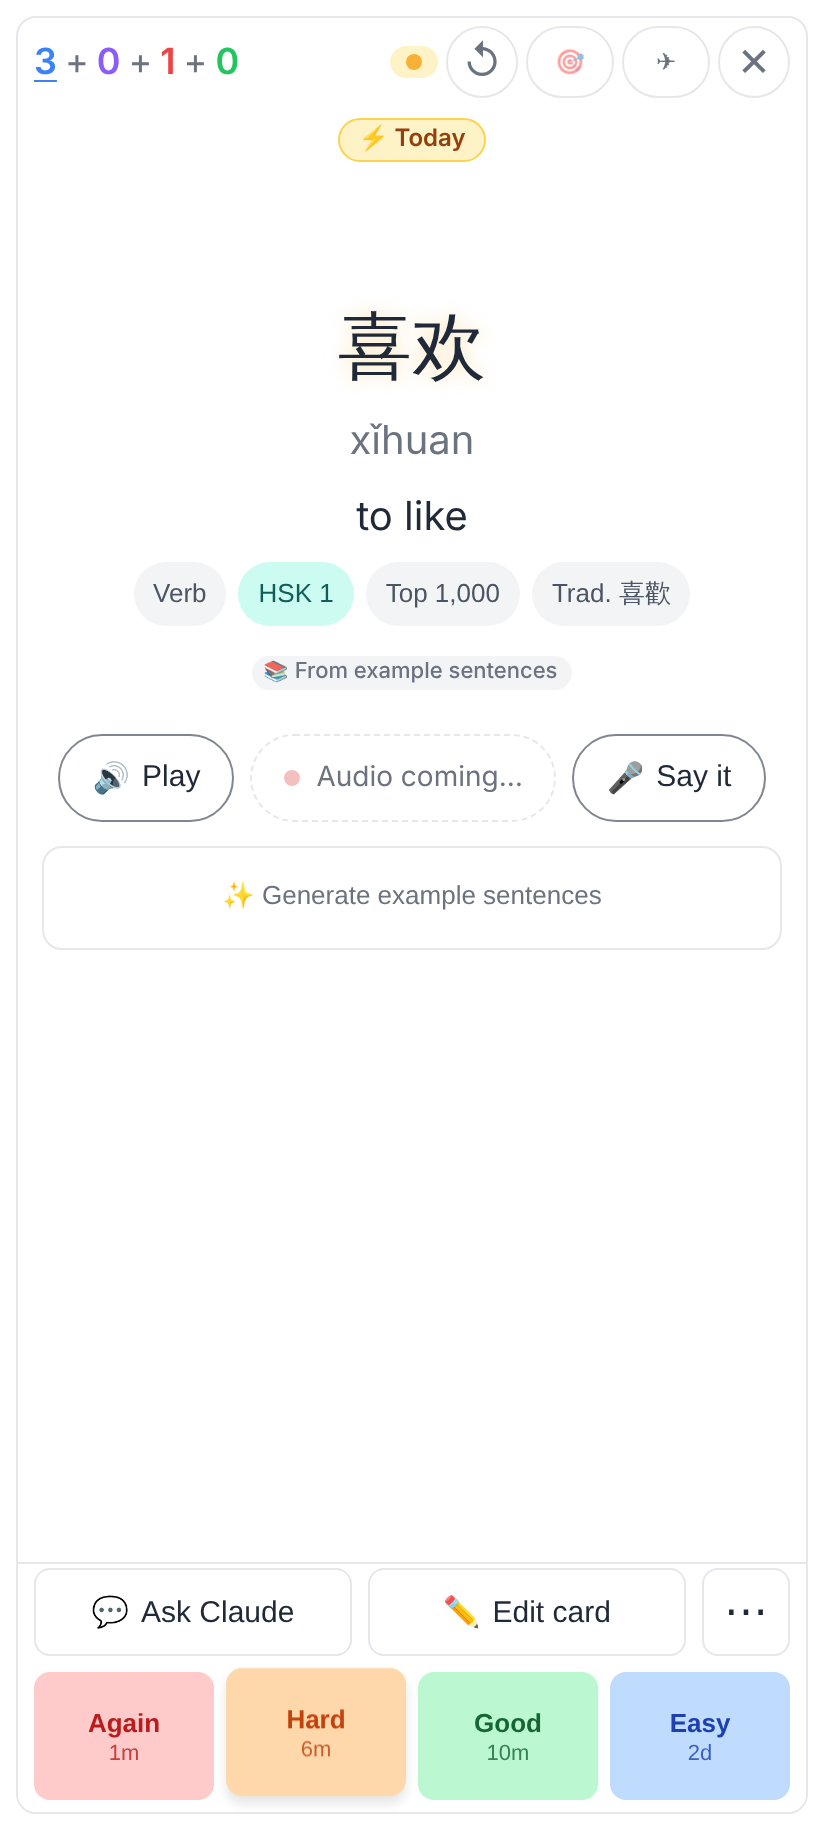 3 + 0 + 1 + 0
⚡ Today
喜欢
xǐhuan
to like
Verb HSK 1 Top 1,000 Trad. 喜歡
📚 From example sentences
🔊 Play Audio coming... 🎤 Say it
✨ Generate example sentences
💬 Ask Claude ✏️ Edit card ⋯
Again Hard Good Easy
1m 6m 10m 2d